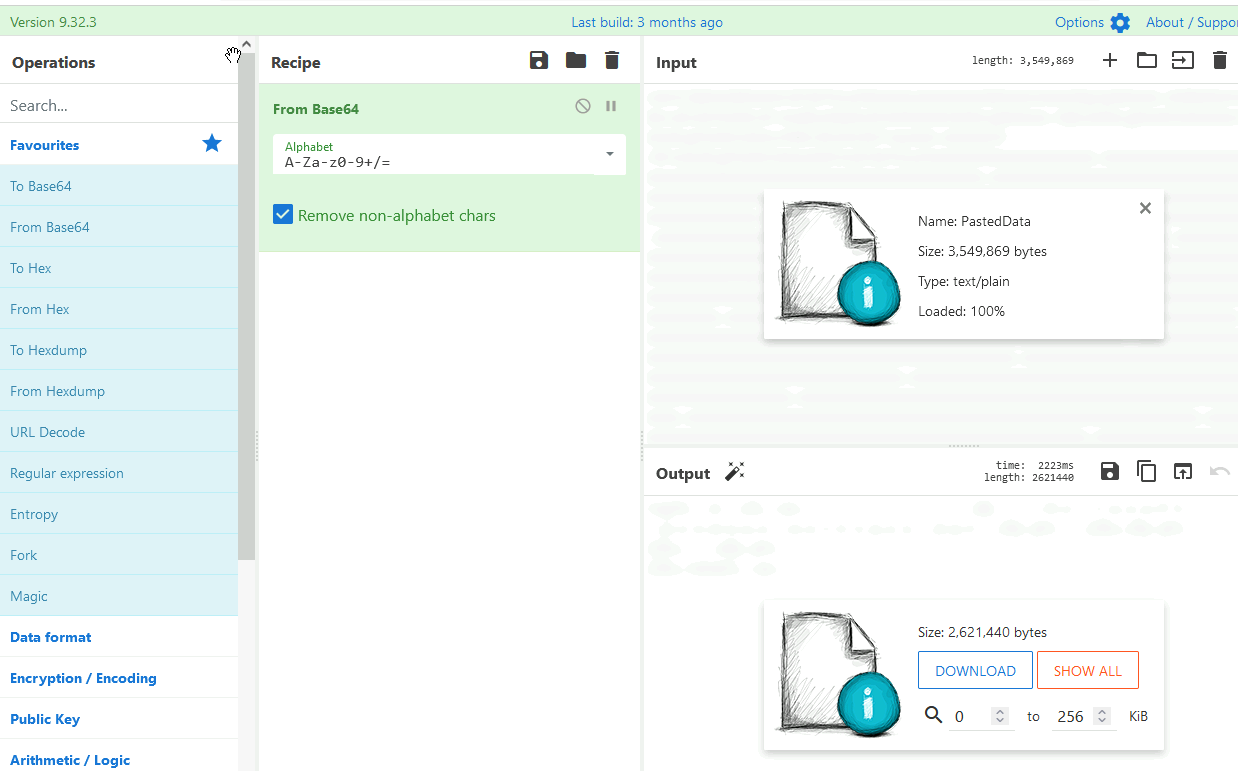 Version 9.32.3
Last build: 3 months ago
Options
About / Suppor
Operations
Search...
Favourites
To Base64
From Base64
To Hex
From Hex
To Hexdump
From Hexdump
URL Decode
Regular expression
Entropy
Fork
Magic
Data format
Encryption / Encoding
Public Key
Arithmetic / Logic
Recipe
From Base64
Alphabet
A-Za-z0-9+/=
Remove non-alphabet chars
Input
length: 3,549,869
Name: PastedData
Size: 3,549,869 bytes
Type: text/plain
Loaded: 100%
Output
time: 2223ms
length: 2621440
Size: 2,621,440 bytes
DOWNLOAD SHOW ALL
0 to 256 KiB